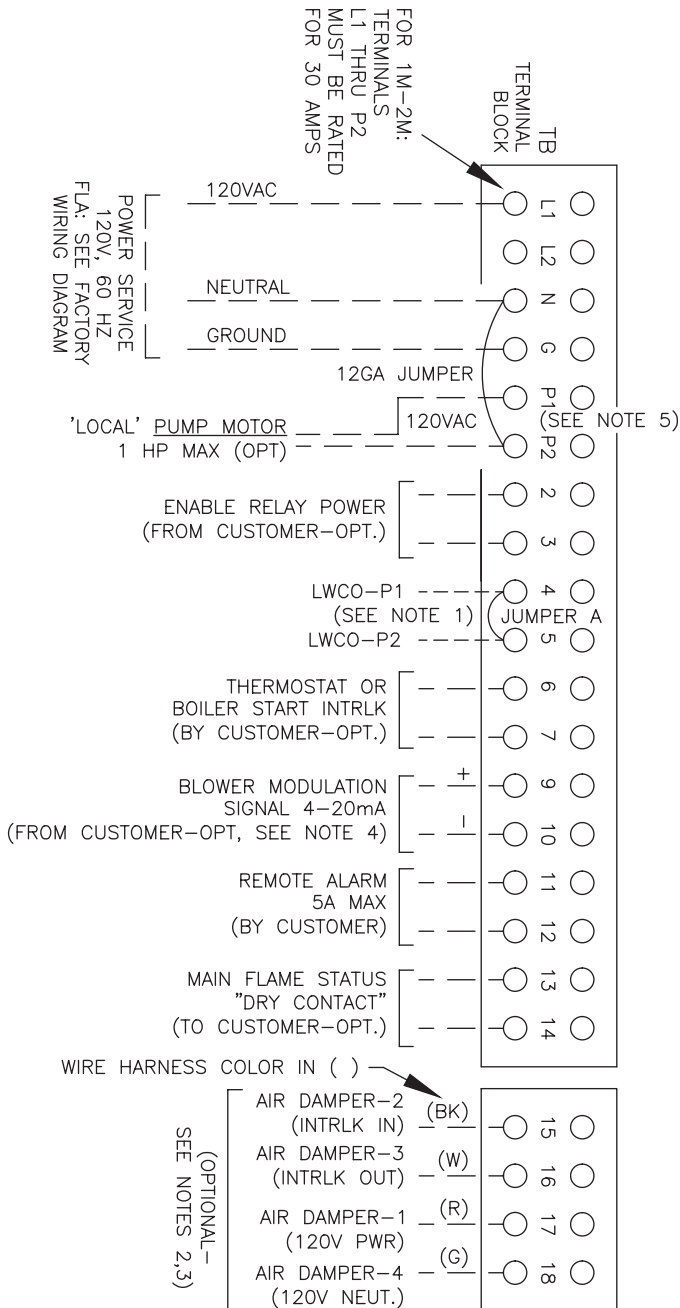 FOR 1M-2M:
TERMINALS
L1 THRU P2
MUST BE RATED
FOR 30 AMPS
TB
TERMINAL
BLOCK
120VAC
L1
L2
POWER SERVICE
120V, 60 HZ
FLA: SEE FACTORY
WIRING DIAGRAM
NEUTRAL
N
GROUND
G
12GA JUMPER
P1
(SEE NOTE 5)
120VAC
'LOCAL' PUMP MOTOR
1 HP MAX (OPT)
P2
ENABLE RELAY POWER
(FROM CUSTOMER-OPT.)
2
3
LWCO-P1
4
(SEE NOTE 1)
JUMPER A
LWCO-P2
5
THERMOSTAT OR
BOILER START INTRLK
(BY CUSTOMER-OPT.)
6
7
BLOWER MODULATION
SIGNAL 4-20mA
(FROM CUSTOMER-OPT, SEE NOTE 4)
+
9
-
10
REMOTE ALARM
5A MAX
(BY CUSTOMER)
11
12
MAIN FLAME STATUS
"DRY CONTACT"
(TO CUSTOMER-OPT.)
13
14
WIRE HARNESS COLOR IN ( )
(OPTIONAL-
SEE NOTES 2,3)
AIR DAMPER-2
(INTRLK IN)
(BK)
15
AIR DAMPER-3
(INTRLK OUT)
(W)
16
AIR DAMPER-1
(120V PWR)
(R)
17
AIR DAMPER-4
(120V NEUT.)
(G)
18